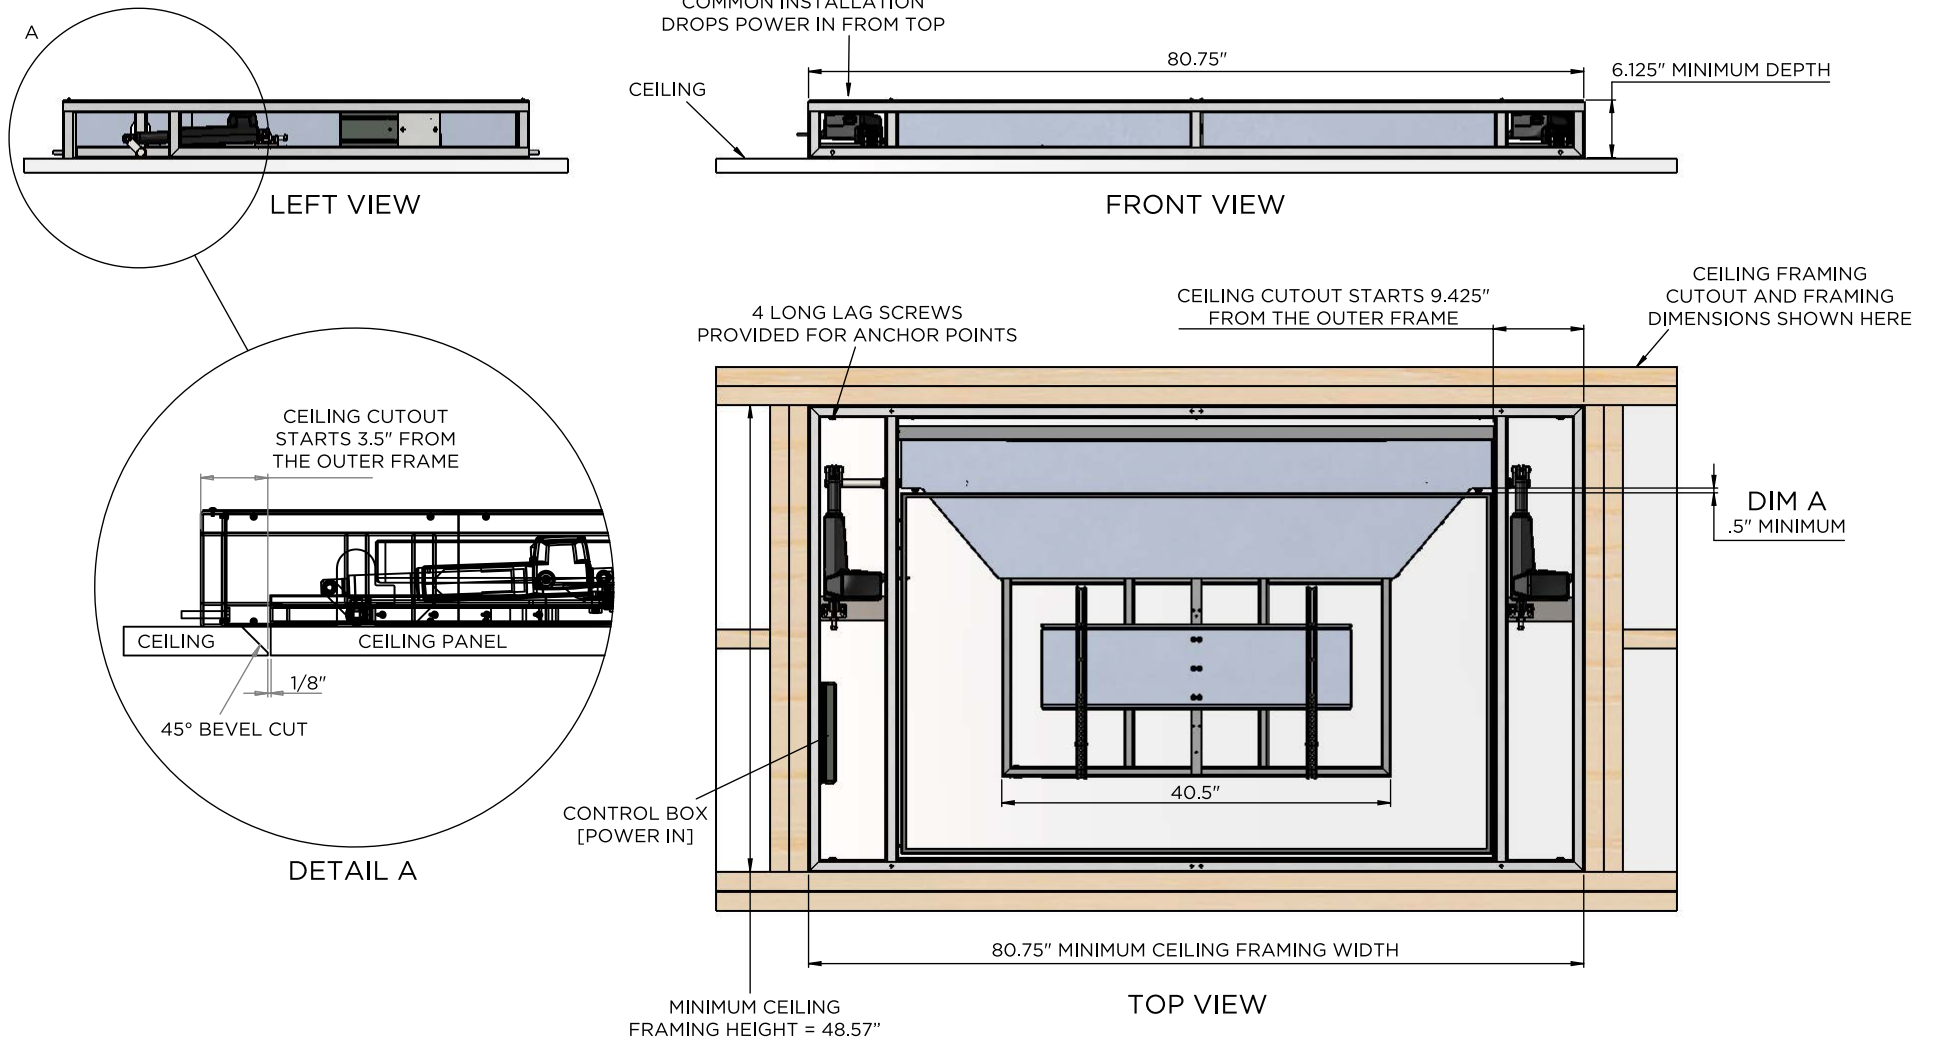 COMMON INSTALLATION
DROPS POWER IN FROM TOP
A
80.75"
6.125" MINIMUM DEPTH
CEILING
LEFT VIEW
FRONT VIEW
CEILING FRAMING
CUTOUT AND FRAMING
DIMENSIONS SHOWN HERE
CEILING CUTOUT STARTS 9.425"
FROM THE OUTER FRAME
4 LONG LAG SCREWS
PROVIDED FOR ANCHOR POINTS
CEILING CUTOUT
STARTS 3.5" FROM
THE OUTER FRAME
DIM A
.5" MINIMUM
CEILING
CEILING PANEL
1/8"
45° BEVEL CUT
40.5"
CONTROL BOX
[POWER IN]
DETAIL A
80.75" MINIMUM CEILING FRAMING WIDTH
TOP VIEW
MINIMUM CEILING
FRAMING HEIGHT = 48.57”